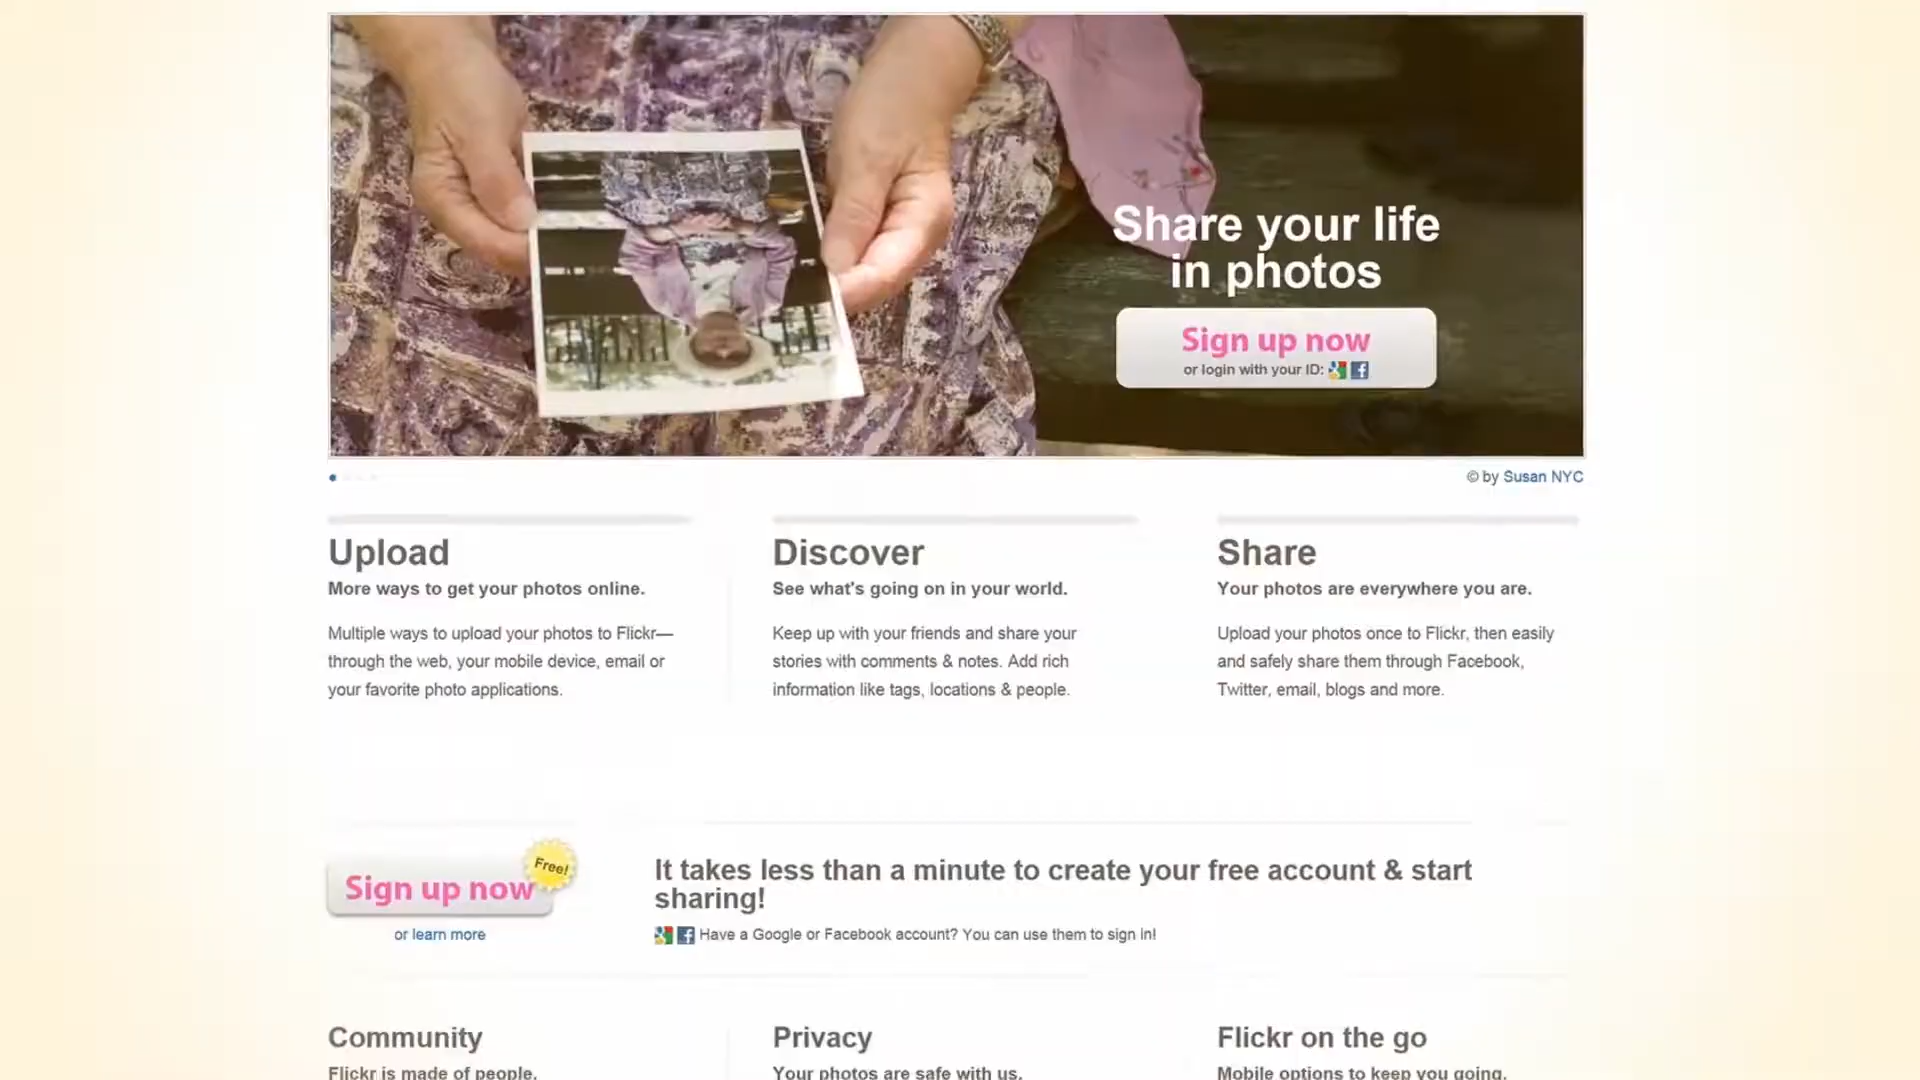 Share your life
in photos
Sign up now
or login with your ID:
© by Susan NYC
Upload
More ways to get your photos online.
Multiple ways to upload your photos to Flickr—
through the web, your mobile device, email or
your favorite photo applications.
Discover
See what's going on in your world.
Keep up with your friends and share your
stories with comments & notes. Add rich
information like tags, locations & people.
Share
Your photos are everywhere you are.
Upload your photos once to Flickr, then easily
and safely share them through Facebook,
Twitter, email, blogs and more.
Free!
Sign up now
or learn more
It takes less than a minute to create your free account & start
sharing!
Have a Google or Facebook account? You can use them to sign in!
Community
Flickr is made of people.
Privacy
Your photos are safe with us.
Flickr on the go
Mobile options to keep you going.